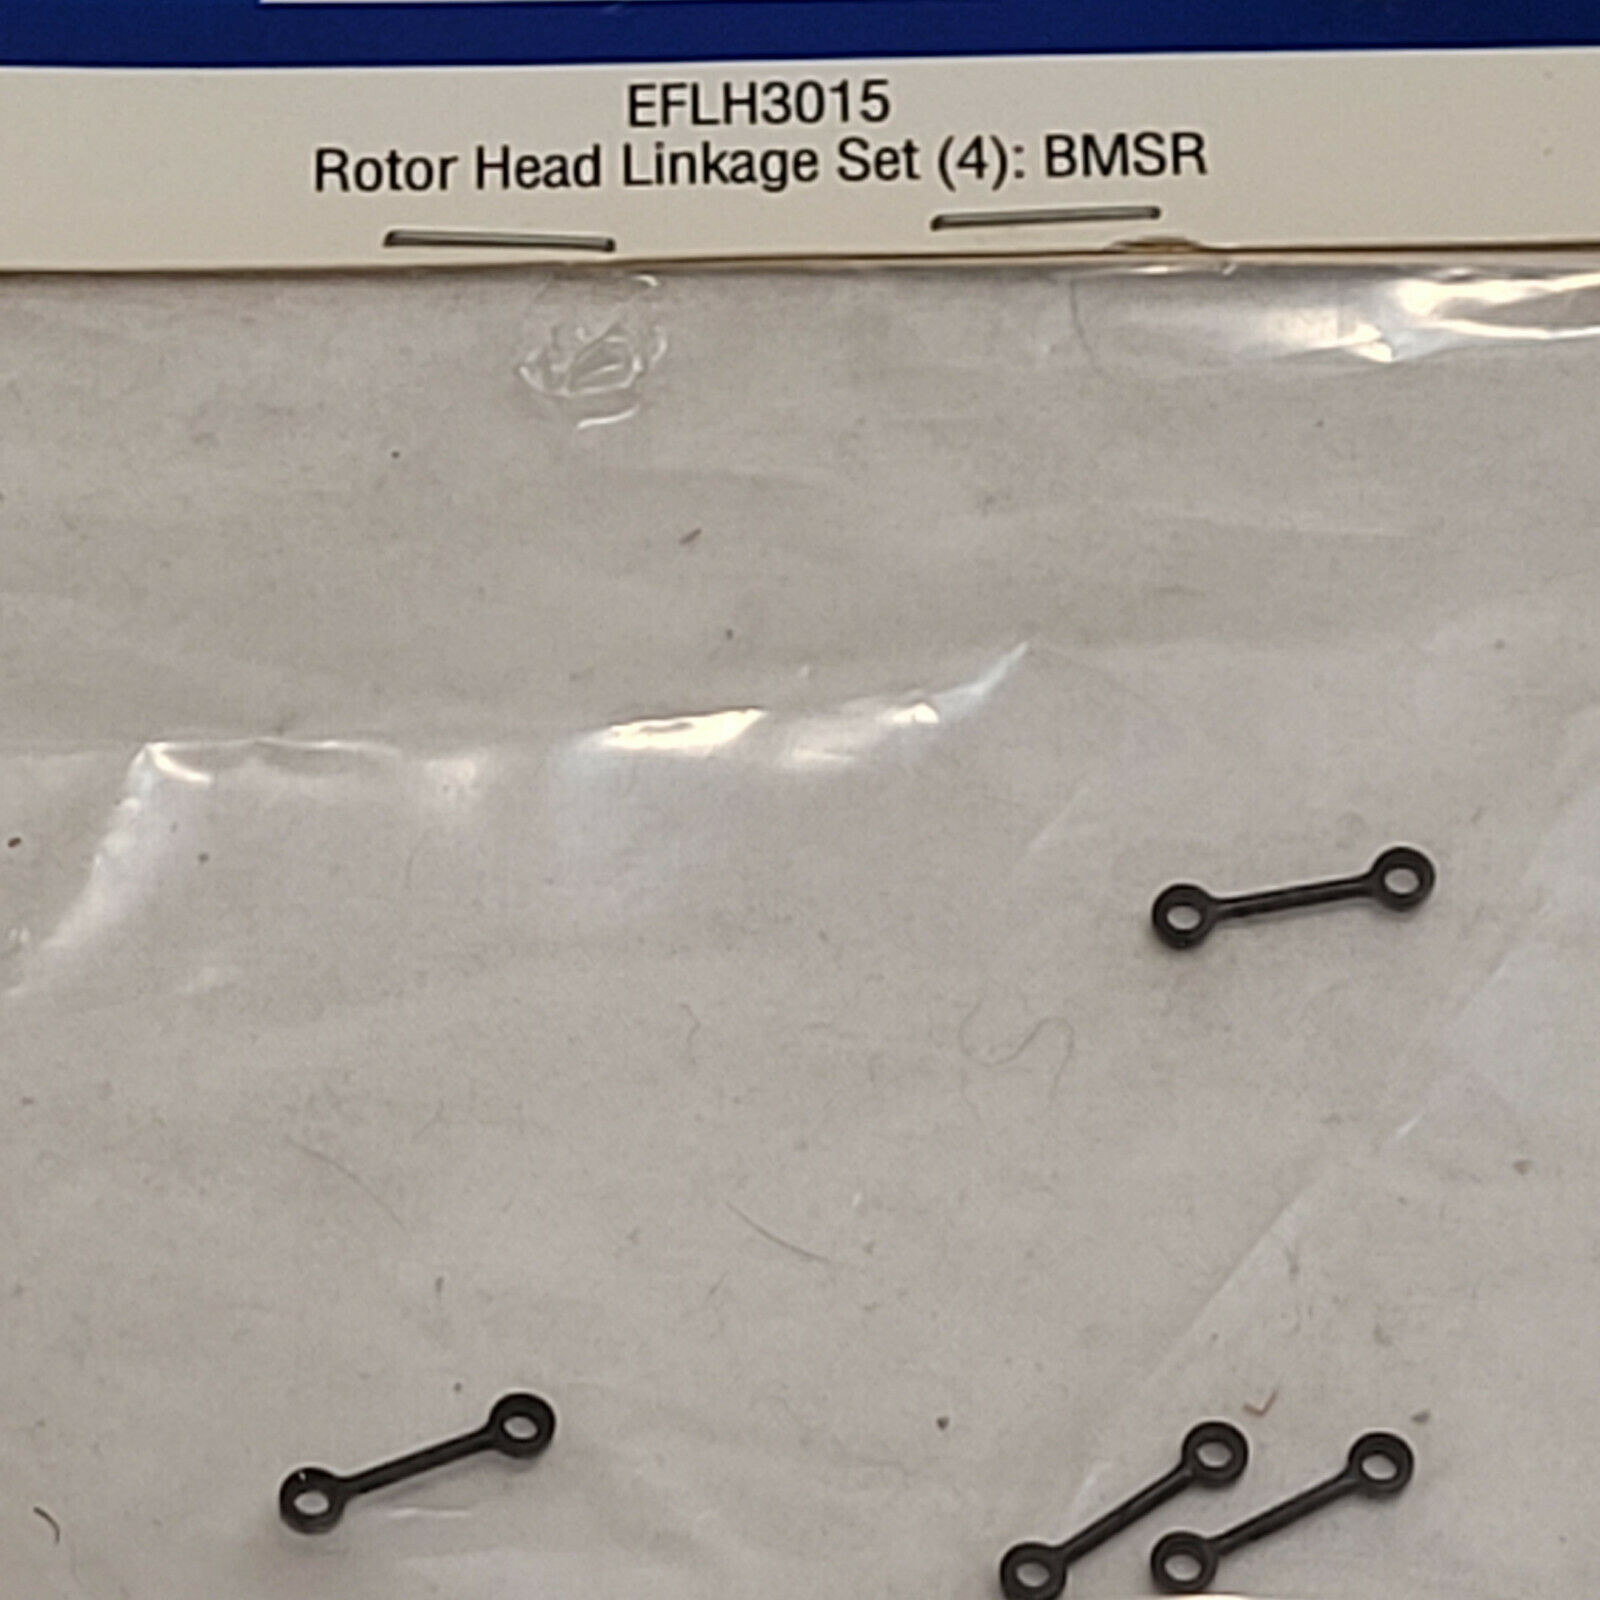 EFLH3015
Rotor Head Linkage Set (4): BMSR